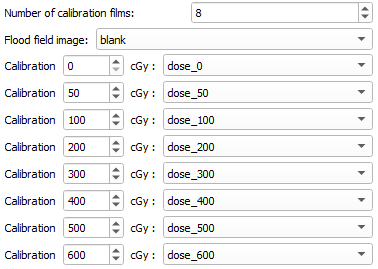 Number of calibration films: 8
Flood field image: blank
Calibration 0 cGy : dose_0
Calibration 50 cGy : dose_50
Calibration 100 cGy : dose_100
Calibration 200 cGy : dose_200
Calibration 300 cGy : dose_300
Calibration 400 cGy : dose_400
Calibration 500 cGy : dose_500
Calibration 600 cGy : dose_600